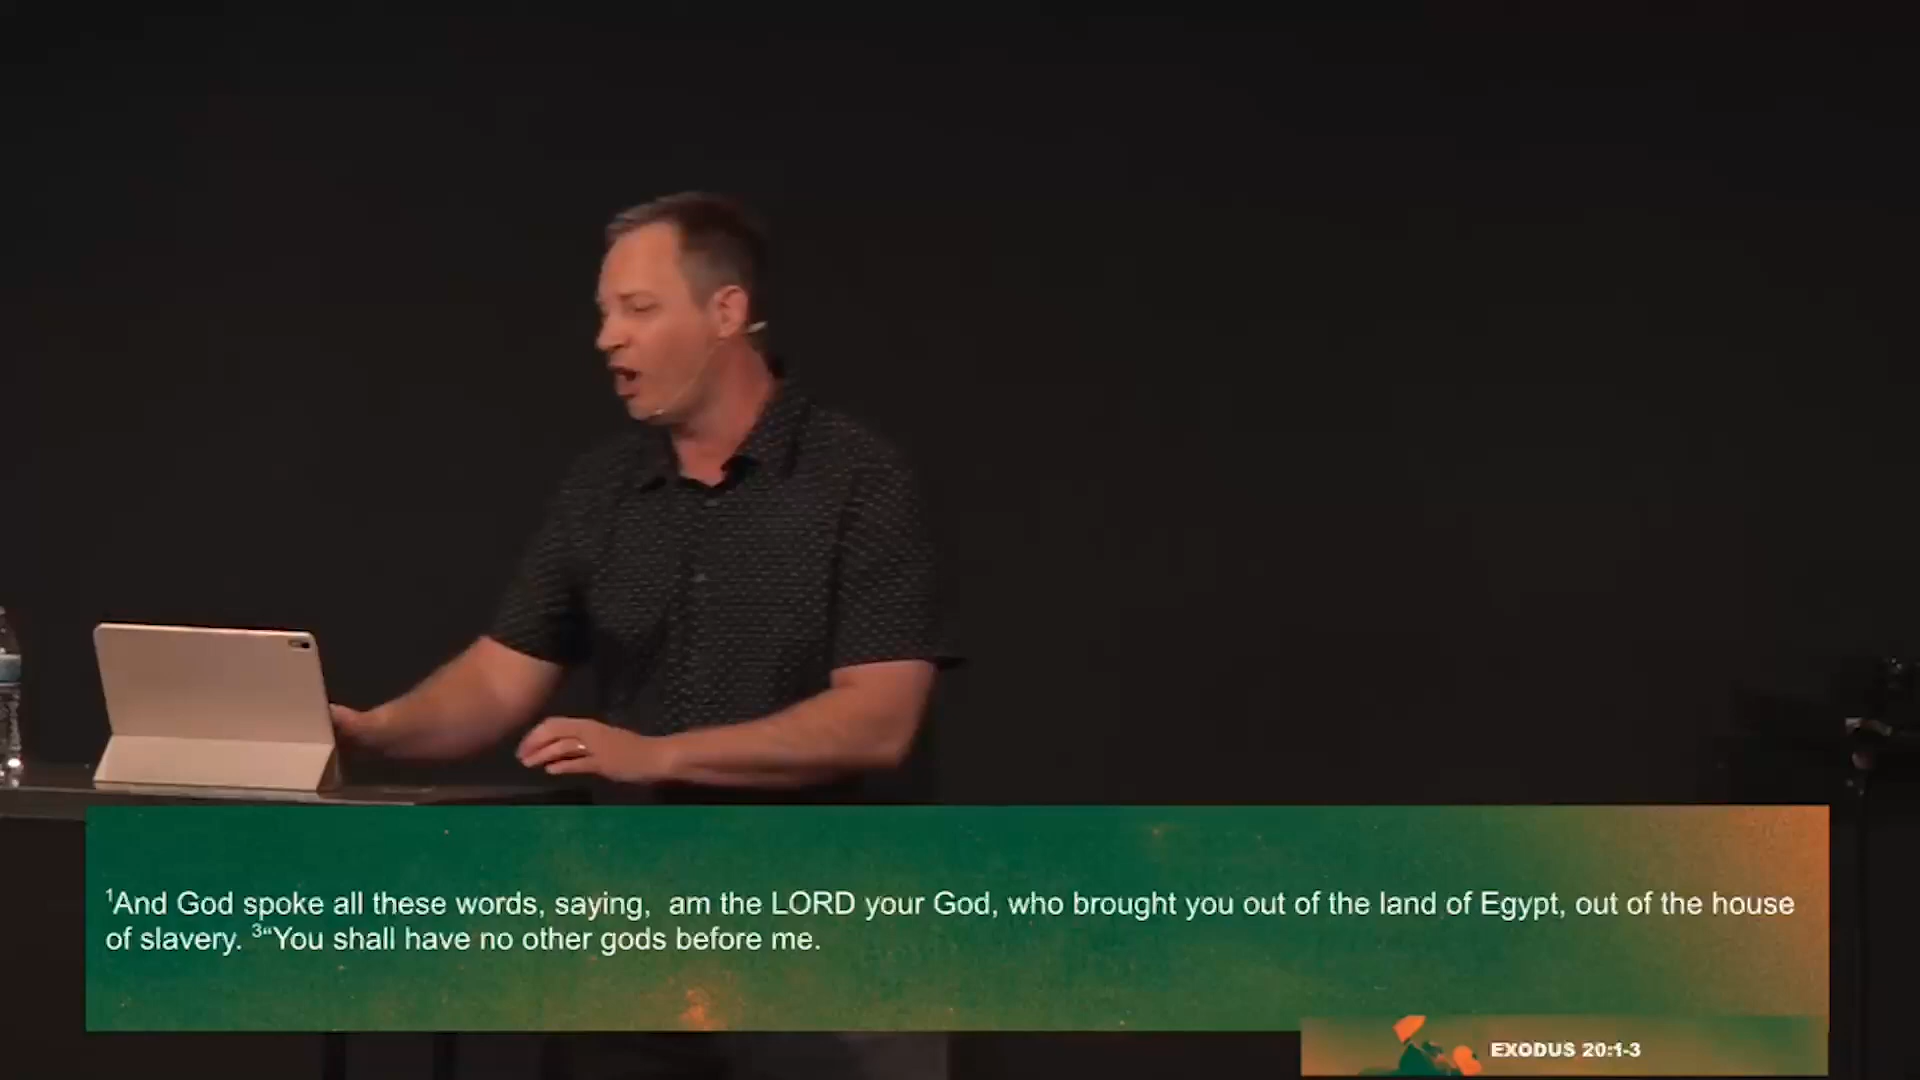 ¹And God spoke all these words, saying,  am the LORD your God, who brought you out of the land of Egypt, out of the house
of slavery. ³“You shall have no other gods before me.
EXODUS 20:1-3